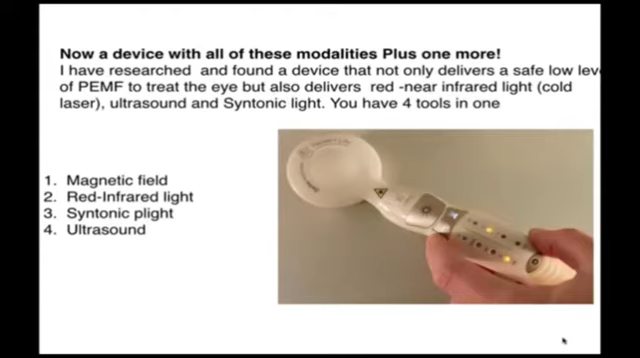 Now a device with all of these modalities Plus one more!
I have researched and found a device that not only delivers a safe low leve
of PEMF to treat the eye but also delivers red -near infrared light (cold
laser), ultrasound and Syntonic light. You have 4 tools in one
1. Magnetic field
2. Red-Infrared light
3. Syntonic plight
4. Ultrasound